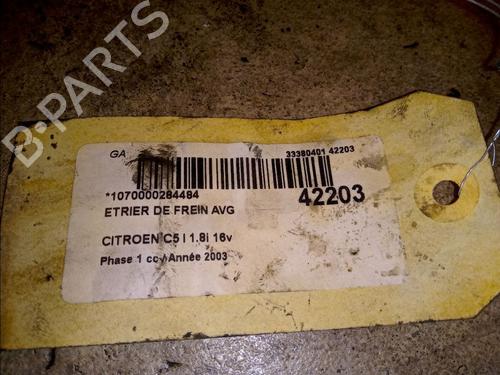 B-PARTS
GA 33380401 42203
*1070000284484 42203
ETRIER DE FREIN AVG
CITROEN C5 I 1.8i 16v
Phase 1 cc / Année 2003